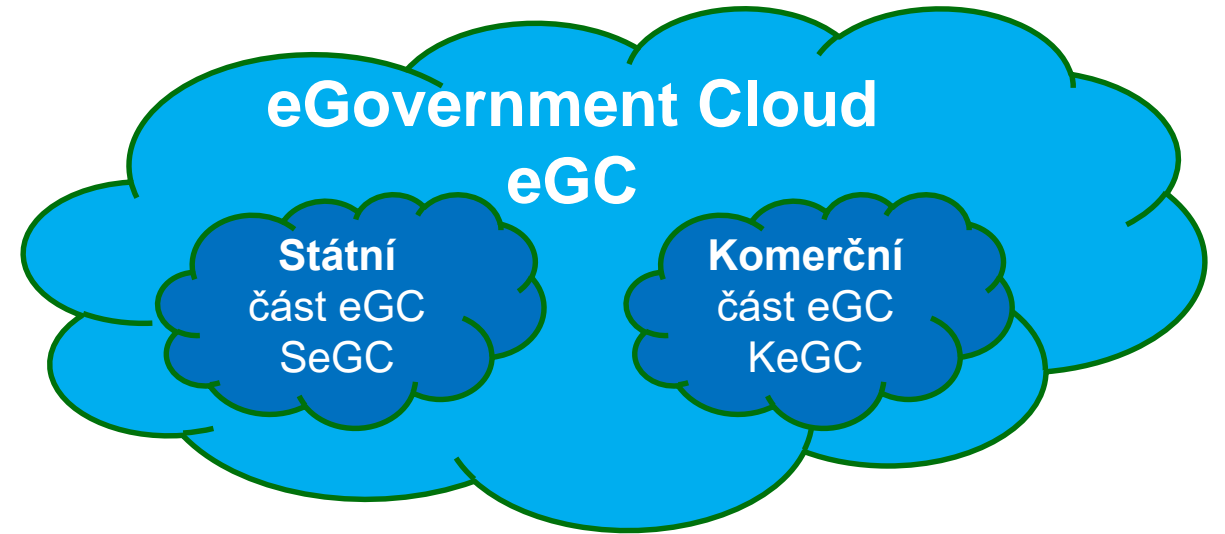 eGovernment Cloud
eGC
Státní
část eGC
SeGC
Komerční
část eGC
KeGC